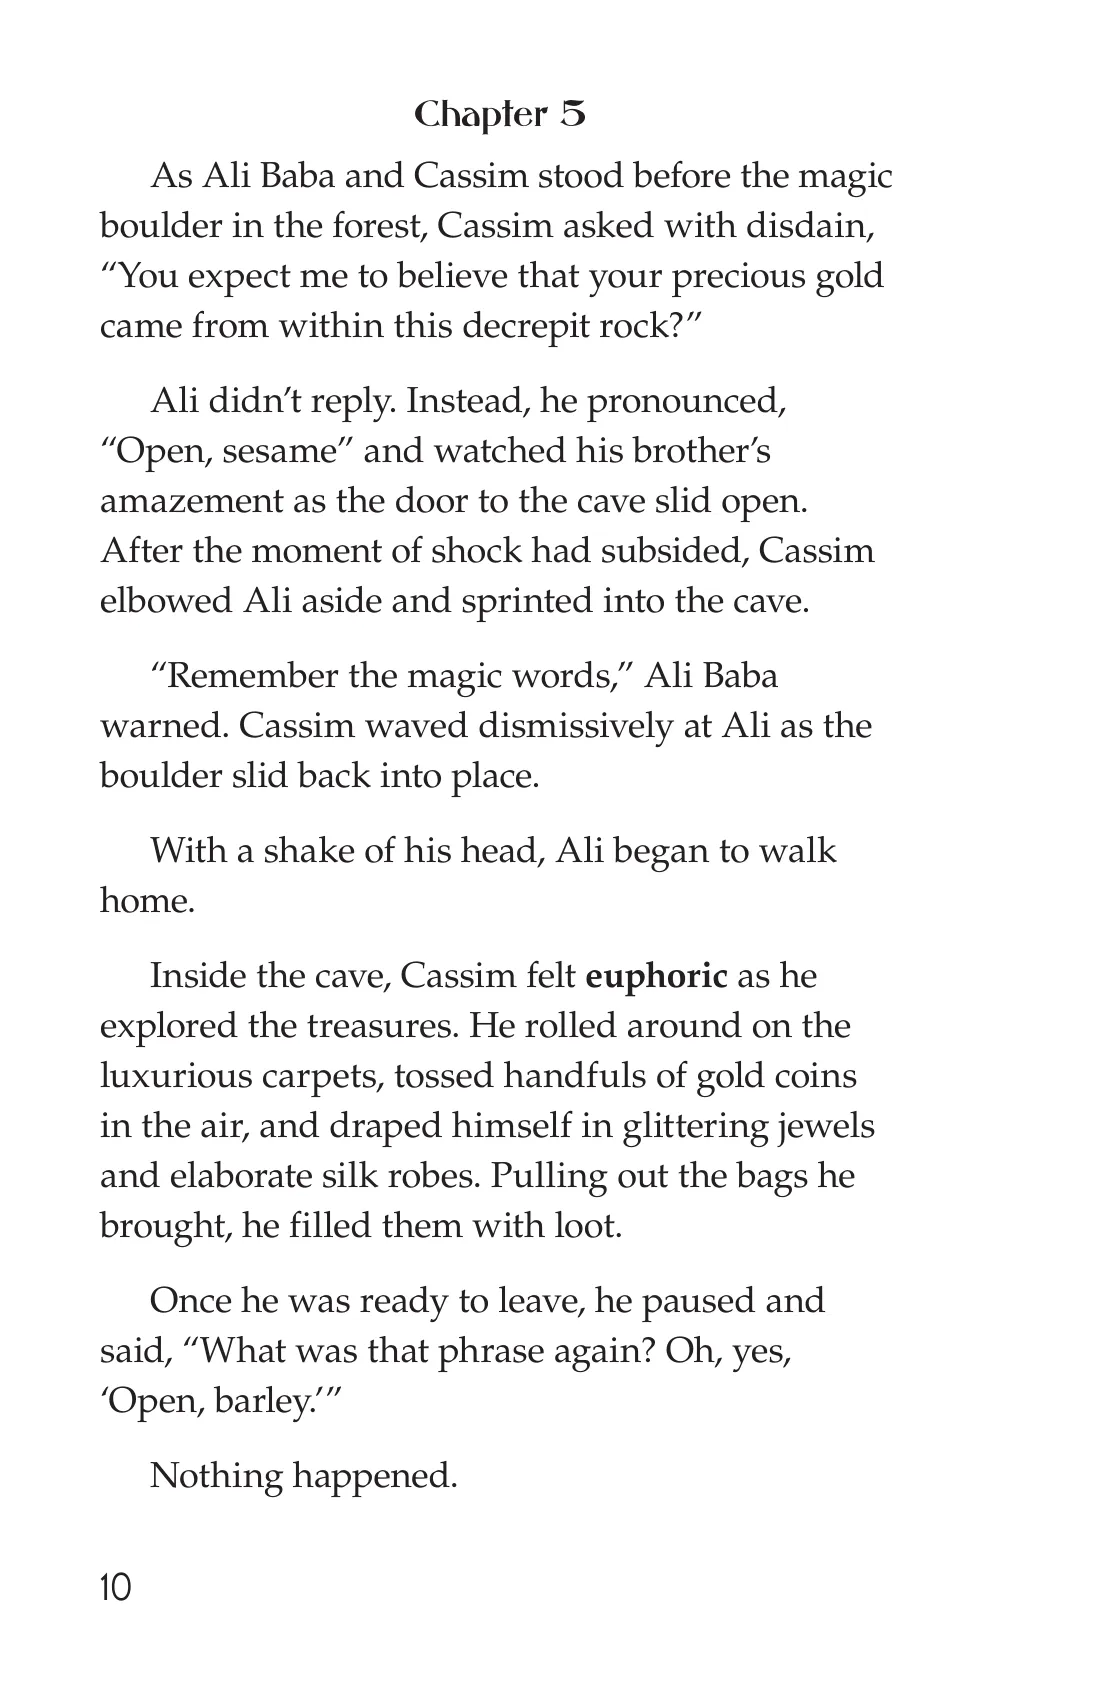 Chapter 5
As Ali Baba and Cassim stood before the magic
boulder in the forest, Cassim asked with disdain,
“You expect me to believe that your precious gold
came from within this decrepit rock?”
Ali didn’t reply. Instead, he pronounced,
“Open, sesame” and watched his brother’s
amazement as the door to the cave slid open.
After the moment of shock had subsided, Cassim
elbowed Ali aside and sprinted into the cave.
“Remember the magic words,” Ali Baba
warned. Cassim waved dismissively at Ali as the
boulder slid back into place.
With a shake of his head, Ali began to walk
home.
Inside the cave, Cassim felt euphoric as he
explored the treasures. He rolled around on the
luxurious carpets, tossed handfuls of gold coins
in the air, and draped himself in glittering jewels
and elaborate silk robes. Pulling out the bags he
brought, he filled them with loot.
Once he was ready to leave, he paused and
said, “What was that phrase again? Oh, yes,
‘Open, barley.’”
Nothing happened.
10